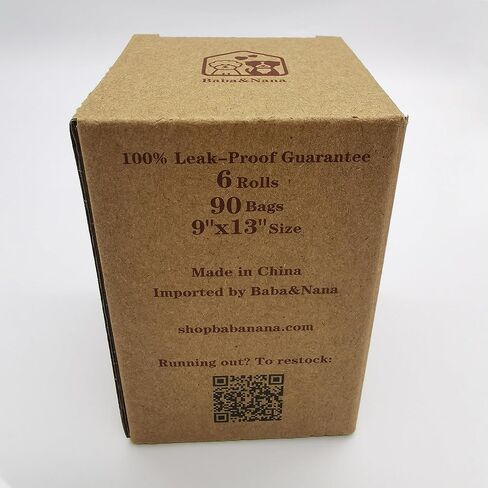 Baba&Nana
100% Leak-Proof Guarantee
6 Rolls
90 Bags
9"x13" Size
Made in China
Imported by Baba&Nana
shopbabanana.com
Running out? To restock: